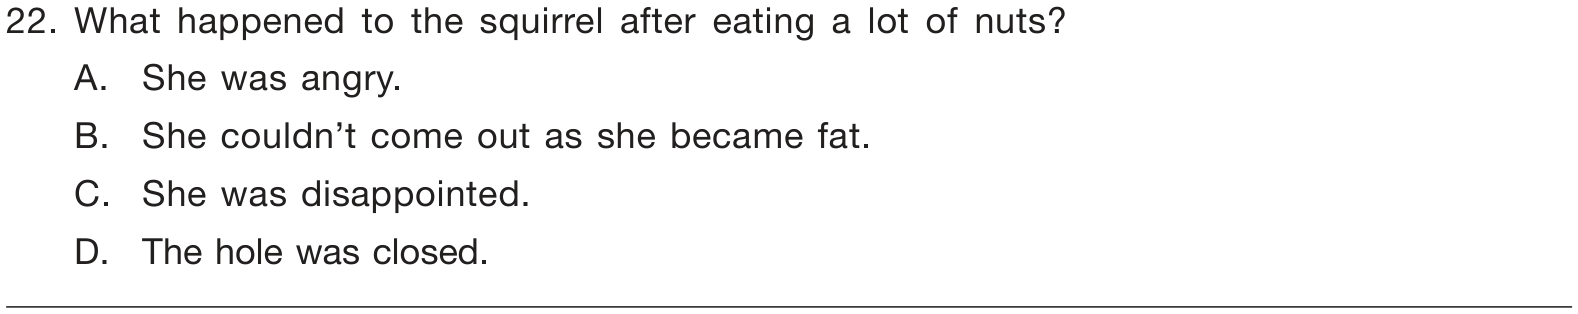 22. What happened to the squirrel after eating a lot of nuts?
A. She was angry.
B. She couldn't come out as she became fat.
C. She was disappointed.
D. The hole was closed.